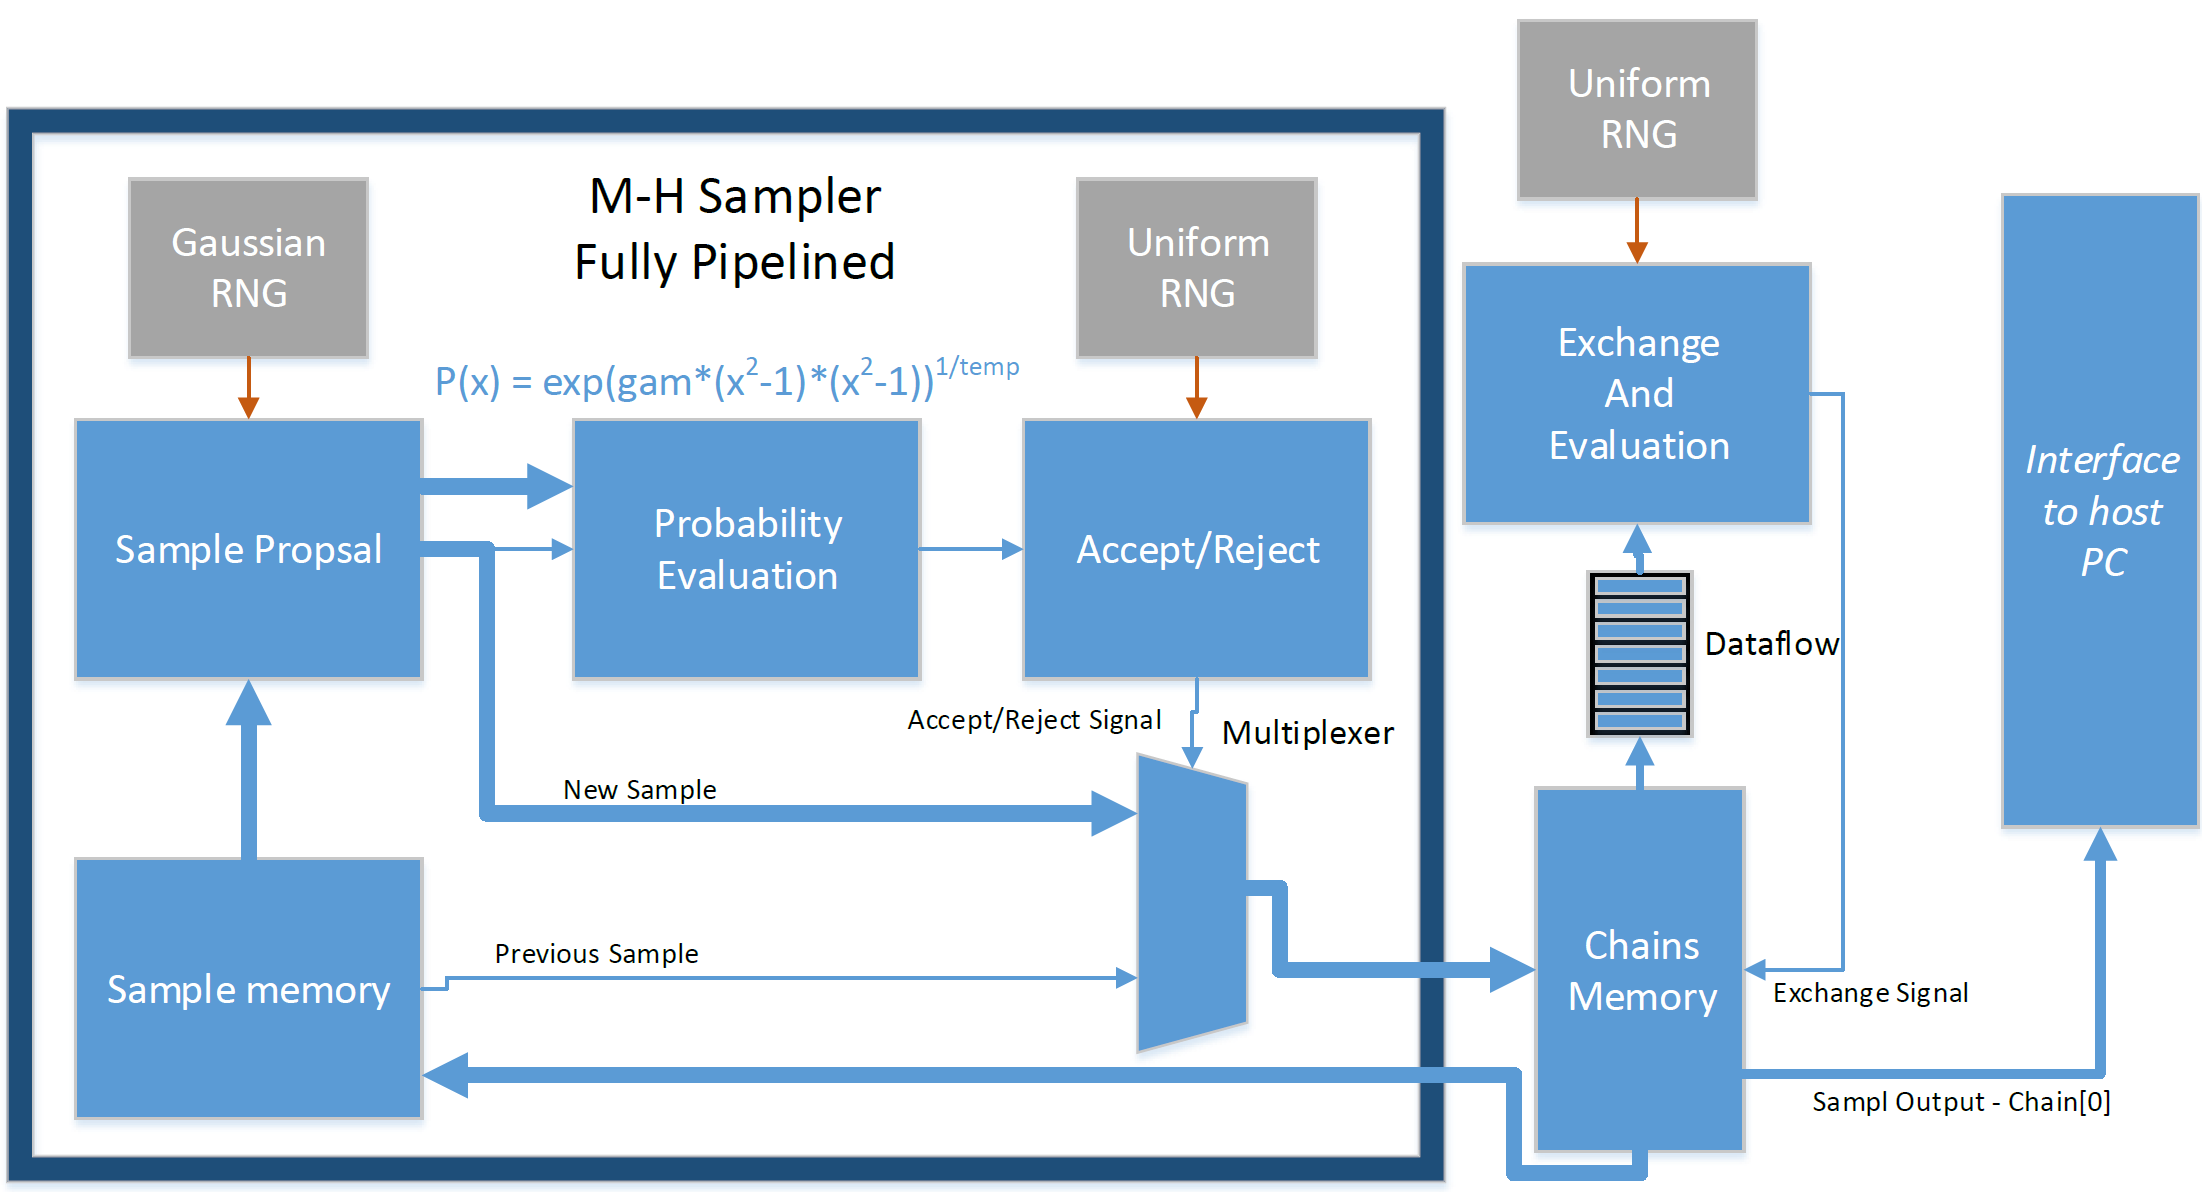 Uniform
RNG
M-H Sampler
Fully Pipelined
Gaussian
RNG
Uniform
RNG
P(x) = exp(gam*(x²-1)*(x²-1))^1/temp
Exchange
And
Evaluation
Interface
to host
PC
Sample Propsal
Probability
Evaluation
Accept/Reject
Dataflow
Accept/Reject Signal
Multiplexer
New Sample
Previous Sample
Sample memory
Chains
Memory
Exchange Signal
Sampl Output - Chain[0]